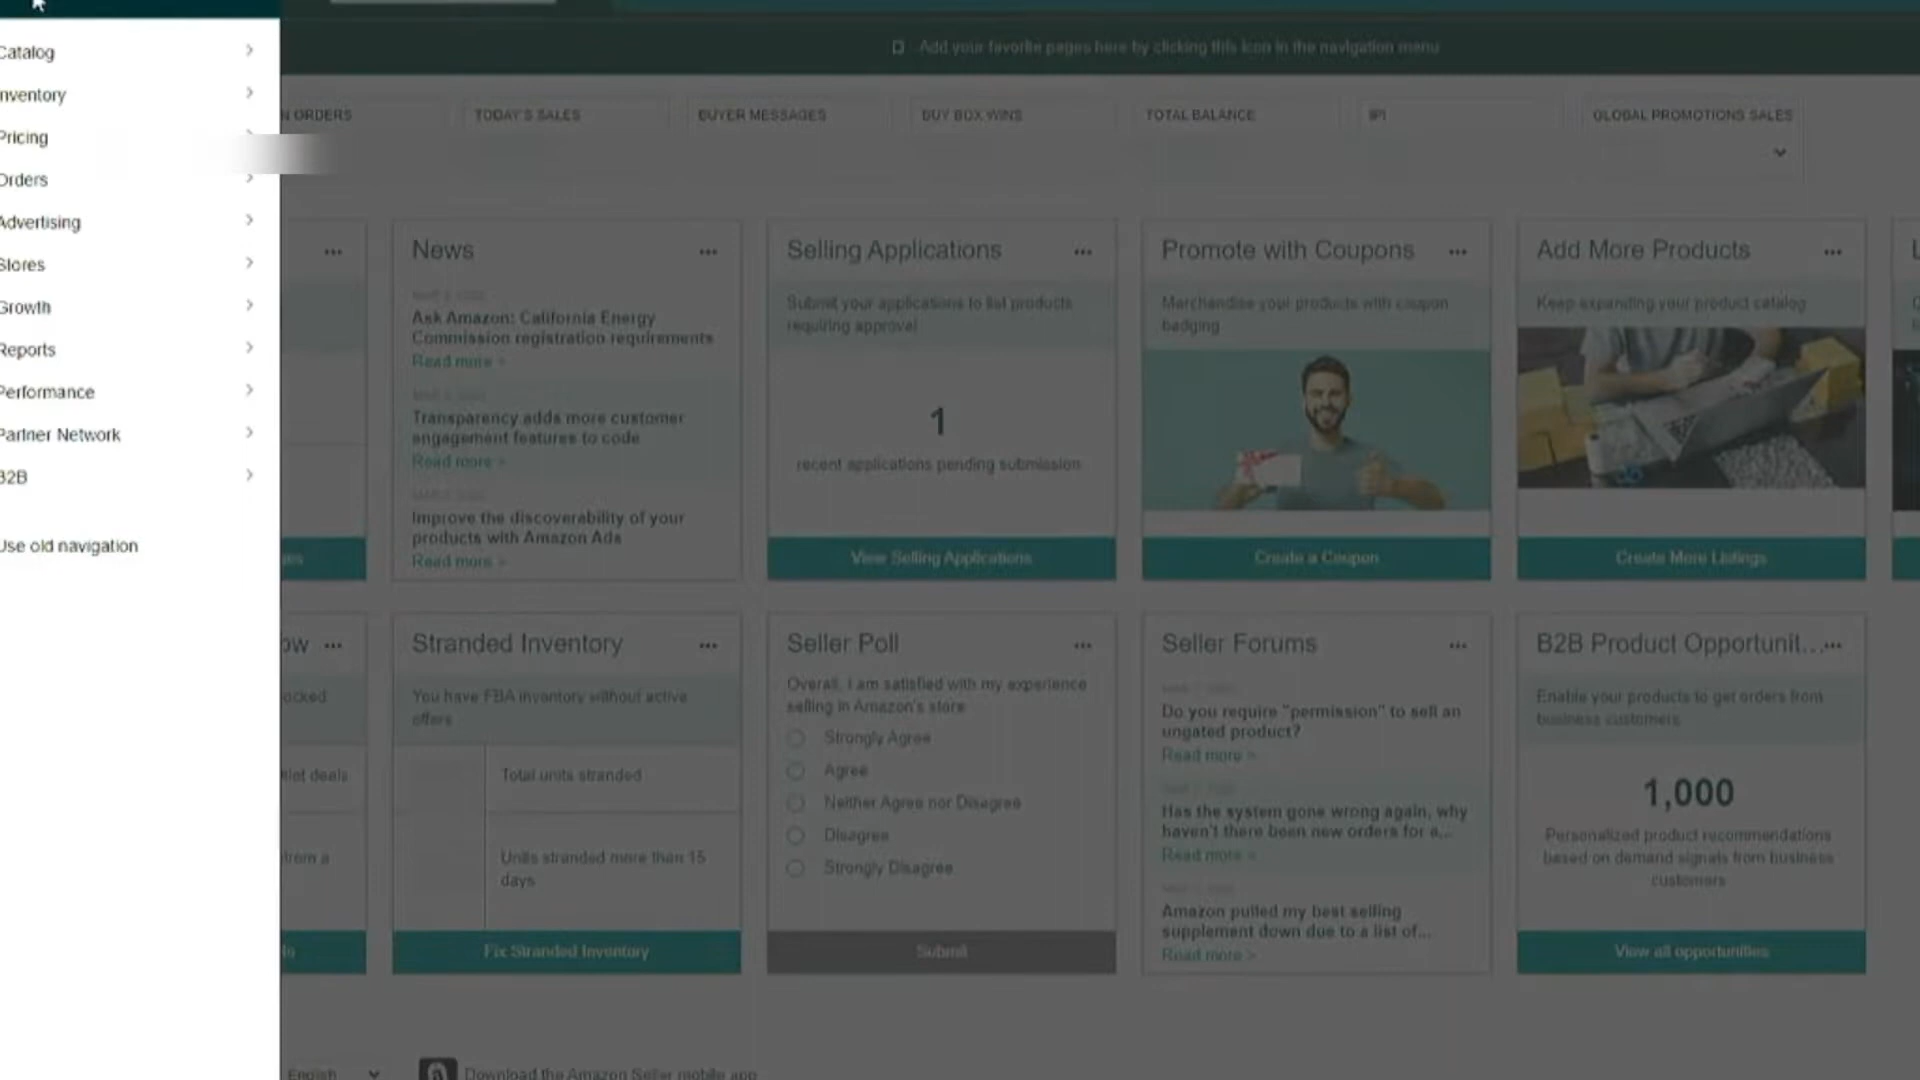 Catalog
Inventory
Pricing
Orders
Advertising
Stores
Growth
Reports
Performance
Partner Network
B2B
Use old navigation
Add your favorite pages here by clicking this icon in the navigation menu
N ORDERS
TODAY'S SALES
BUYER MESSAGES
BUY BOX WINS
TOTAL BALANCE
IPI
GLOBAL PROMOTIONS SALES
News
Ask Amazon: California Energy
Commission registration requirements
Read more >
Transparency adds more customer
engagement features to code
Read more >
Improve the discoverability of your
products with Amazon Ads
Read more >
Selling Applications
Submit your applications to list products
requiring approval
1
recent applications pending submission
View Selling Applications
Promote with Coupons
Merchandise your products with coupon
badging
Create a Coupon
Add More Products
Keep expanding your product catalog
Create More Listings
ow
ocked
tlet deals
from a
Stranded Inventory
You have FBA inventory without active
offers
Total units stranded
Units stranded more than 15
days
Fix Stranded Inventory
Seller Poll
Overall, I am satisfied with my experience
selling in Amazon's store
Strongly Agree
Agree
Neither Agree nor Disagree
Disagree
Strongly Disagree
Submit
Seller Forums
Do you require "permission" to sell an
ungated product?
Read more >
Has the system gone wrong again, why
haven't there been new orders for a...
Read more >
Amazon pulled my best selling
supplement down due to a list of...
Read more >
B2B Product Opportunit...
Enable your products to get orders from
business customers
1,000
Personalized product recommendations
based on demand signals from business
customers
View all opportunities
English
Download the Amazon Seller mobile app